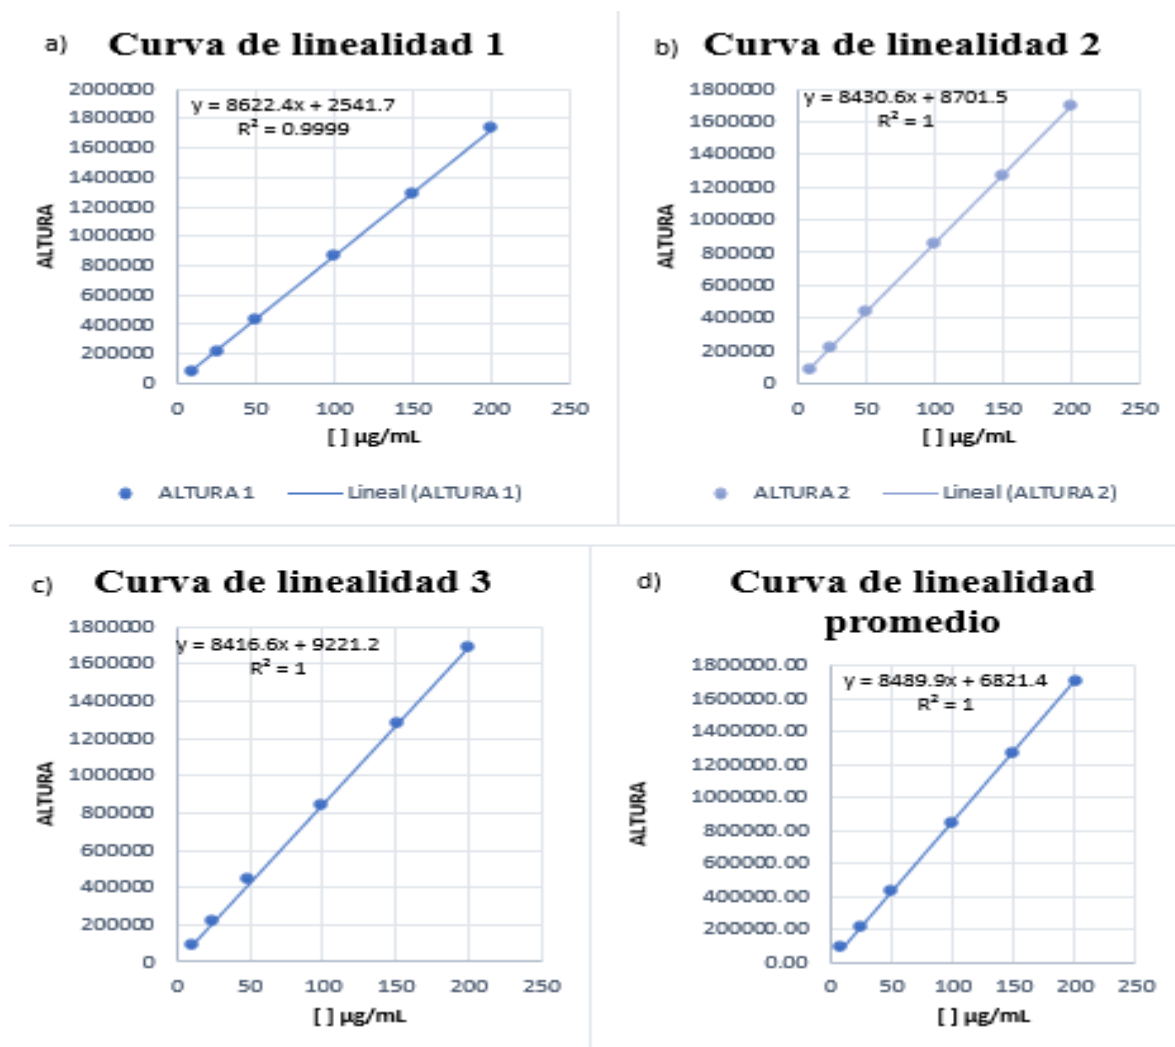 a) Curva de linealidad 1
2000000
1800000
1600000
1400000
1200000
1000000
800000
600000
400000
200000
0
y = 8622.4x + 2541.7
R² = 0.9999
ALTURA
0 50 100 150 200 250
[ ] µg/mL
ALTURA 1 Lineal (ALTURA 1)
b) Curva de linealidad 2
1800000
1600000
1400000
1200000
1000000
800000
600000
400000
200000
0
y = 8430.6x + 8701.5
R² = 1
ALTURA
0 50 100 150 200 250
[ ] µg/mL
ALTURA 2 Lineal (ALTURA 2)
c) Curva de linealidad 3
1800000
1600000
1400000
1200000
1000000
800000
600000
400000
200000
0
y = 8416.6x + 9221.2
R² = 1
ALTURA
0 50 100 150 200 250
[ ] µg/mL
d) Curva de linealidad
promedio
1800000.00
1600000.00
1400000.00
1200000.00
1000000.00
800000.00
600000.00
400000.00
200000.00
0.00
y = 8489.9x + 6821.4
R² = 1
ALTURA
0 50 100 150 200 250
[ ] µg/mL